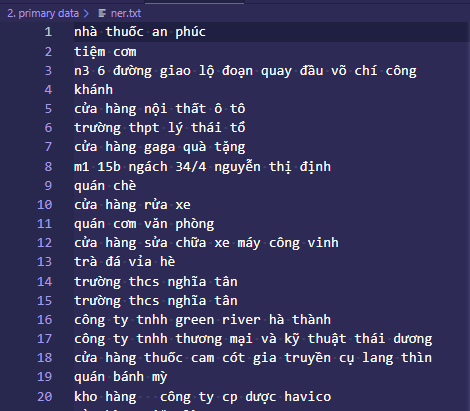 2. primary data > ner.txt
1 nhà thuốc an phúc
2 tiệm cơm
3 n3 6 đường giao lộ đoạn quay đầu võ chí công
4 khánh
5 cửa hàng nội thất ô tô
6 trường thpt lý thái tổ
7 cửa hàng gaga quà tặng
8 m1 15b ngách 34/4 nguyễn thị định
9 quán chè
10 cửa hàng rửa xe
11 quán cơm văn phòng
12 cửa hàng sửa chữa xe máy công vinh
13 trà đá vỉa hè
14 trường thcs nghĩa tân
15 trường thcs nghĩa tân
16 công ty tnhh green river hà thành
17 công ty tnhh thương mại và kỹ thuật thái dương
18 cửa hàng thuốc cam cót gia truyền cụ lang thìn
19 quán bánh mỳ
20 kho hàng   công ty cp dược havico